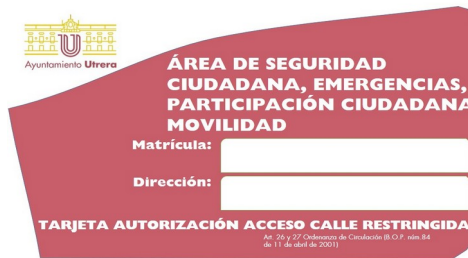 Ayuntamiento Utrera
ÁREA DE SEGURIDAD
CIUDADANA, EMERGENCIAS,
PARTICIPACIÓN CIUDADANA
MOVILIDAD
Matrícula:
Dirección:
TARJETA AUTORIZACIÓN ACCESO CALLE RESTRINGIDA
Art. 26 y 27 Ordenanza de Circulación (B.O.P. núm.84
de 11 de abril de 2001)